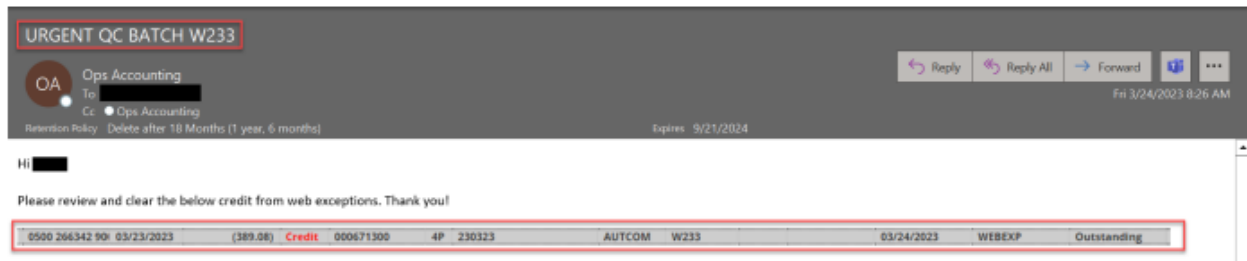 URGENT QC BATCH W233
OA
Ops Accounting
To
Cc Ops Accounting
Reply Reply All Forward
Fri 3/24/2023 8:26 AM
Retention Policy Delete after 18 Months (1 year, 6 months) Expires 9/21/2024
Hi
Please review and clear the below credit from web exceptions. Thank you!
0500 266342 03/23/2023 (389.08) Credit 000671300 4P 230323 AUTCOM W233 03/24/2023 WEBEXP Outstanding